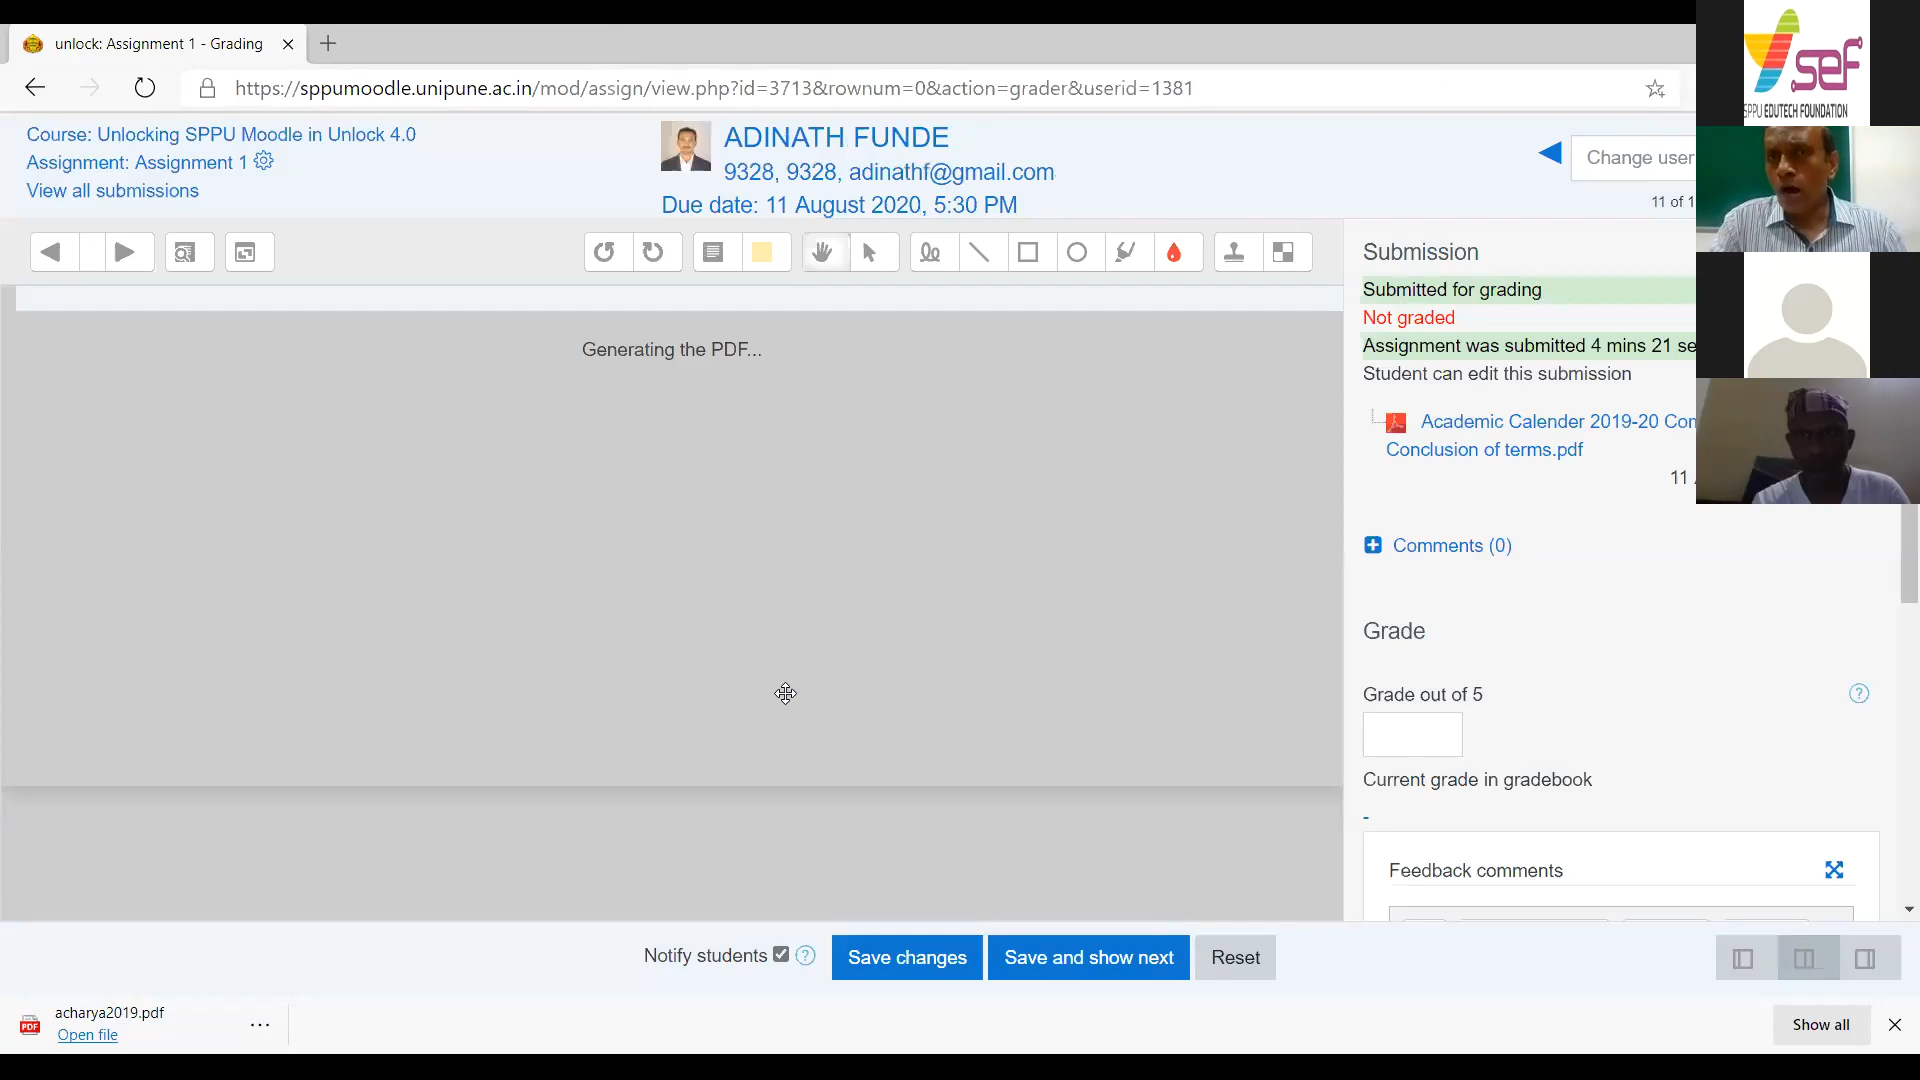 unlock: Assignment 1 - Grading
https://sppumoodle.unipune.ac.in/mod/assign/view.php?id=3713&rownum=0&action=grader&userid=1381
Course: Unlocking SPPU Moodle in Unlock 4.0
Assignment: Assignment 1
View all submissions
ADINATH FUNDE
9328, 9328, adinathf@gmail.com
Due date: 11 August 2020, 5:30 PM
Change user
11 of 1
sef
SPPU EDUTECH FOUNDATION
Generating the PDF...
Submission
Submitted for grading
Not graded
Assignment was submitted 4 mins 21 se
Student can edit this submission
Academic Calender 2019-20 Con
Conclusion of terms.pdf
11
Comments (0)
Grade
Grade out of 5
Current grade in gradebook
-
Feedback comments
Notify students
Save changes
Save and show next
Reset
PDF
acharya2019.pdf
Open file
Show all